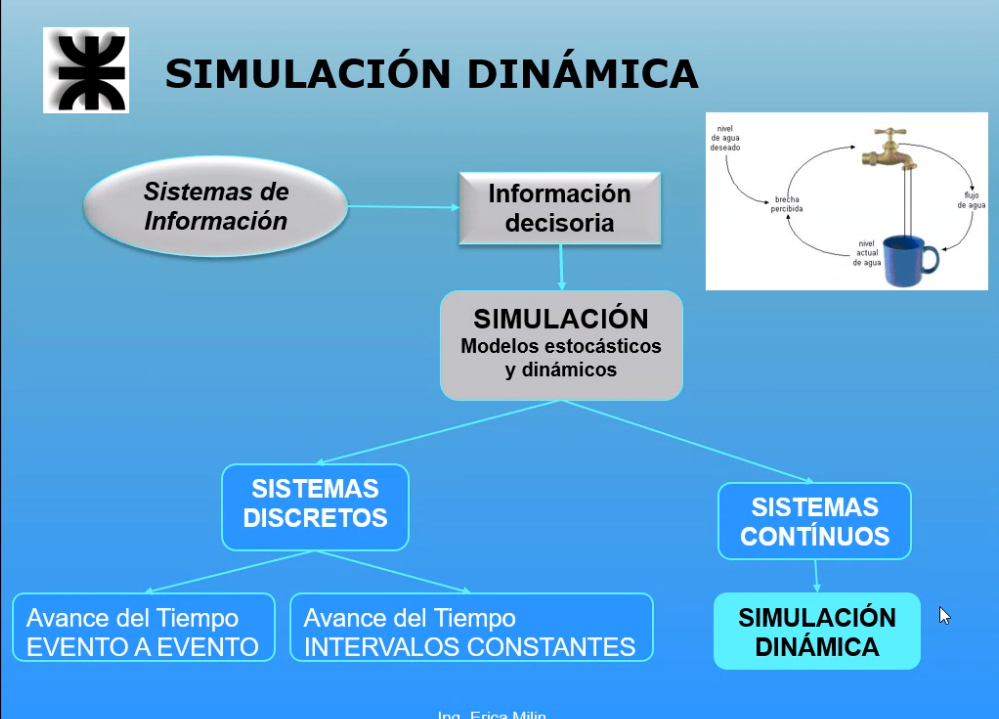 SIMULACIÓN DINÁMICA
Sistemas de
Información
Información
decisoria
nivel
de agua
deseado
brecha
percibida
flujo
de agua
nivel
actual
de agua
SIMULACIÓN
Modelos estocásticos
y dinámicos
SISTEMAS
DISCRETOS
SISTEMAS
CONTÍNUOS
Avance del Tiempo
EVENTO A EVENTO
Avance del Tiempo
INTERVALOS CONSTANTES
SIMULACIÓN
DINÁMICA
Ing. Erica Milin